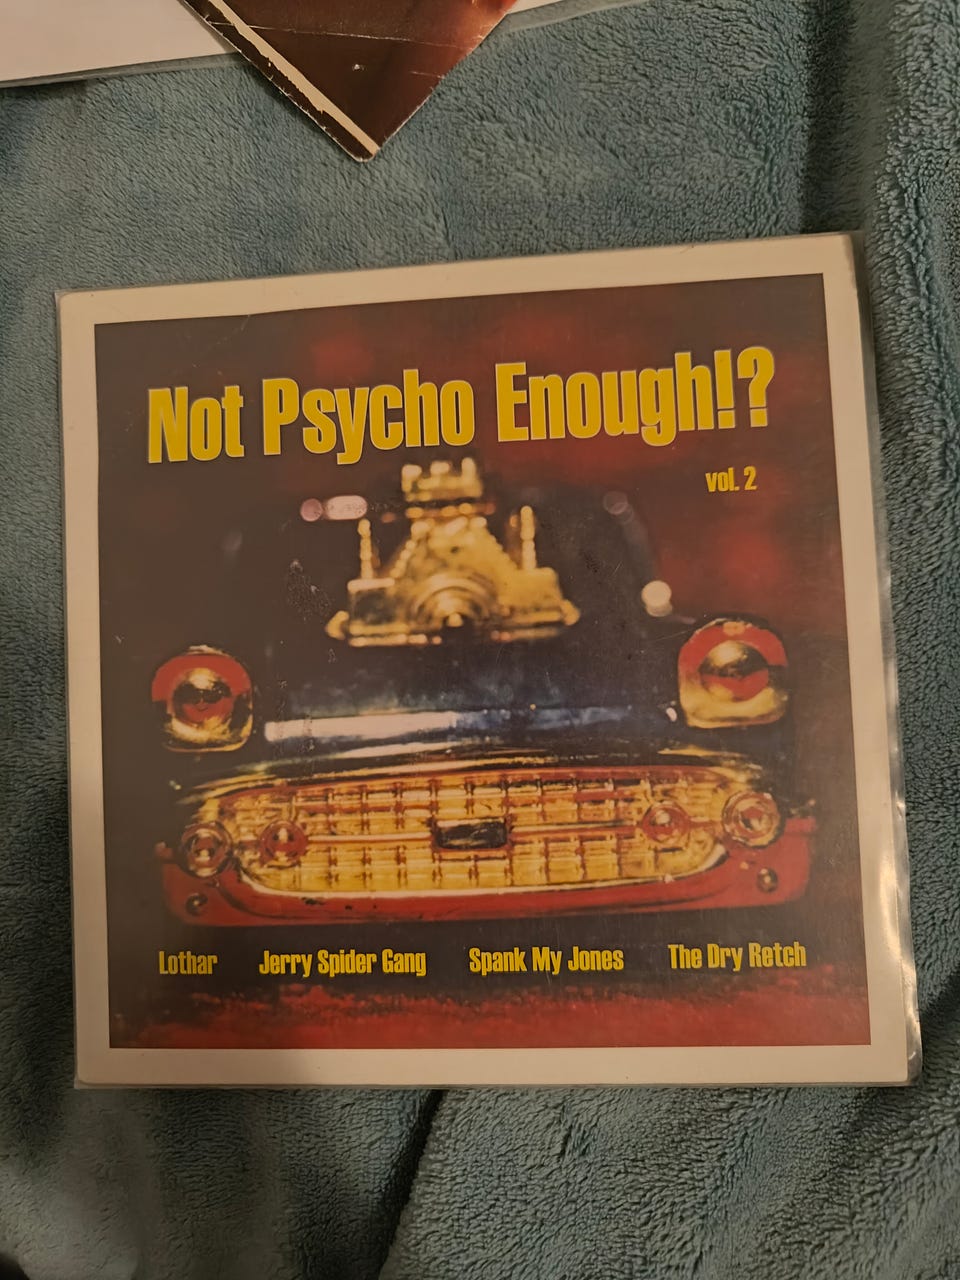 Not Psycho Enough!?
vol. 2
Lothar Jerry Spider Gang Spank My Jones The Dry Retch